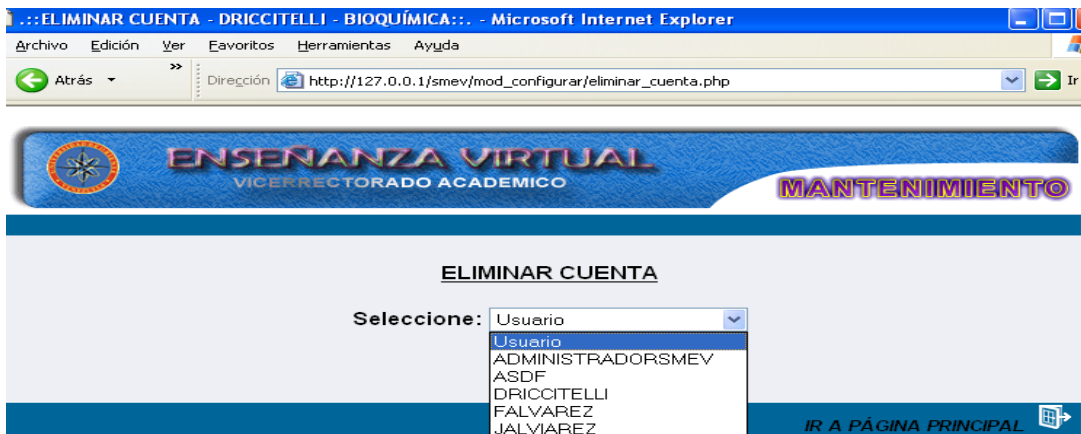 .::ELIMINAR CUENTA - DRICCITELLI - BIOQUÍMICA::. - Microsoft Internet Explorer
Archivo Edición Ver Favoritos Herramientas Ayuda
Atrás » Dirección http://127.0.0.1/smev/mod_configurar/eliminar_cuenta.php Ir
ENSEÑANZA VIRTUAL
VICERRECTORADO ACADEMICO
MANTENIMIENTO
ELIMINAR CUENTA
Seleccione: Usuario
Usuario
ADMINISTRADORSMEV
ASDF
DRICCITELLI
FALVAREZ
JALVIAREZ
IR A PÁGINA PRINCIPAL